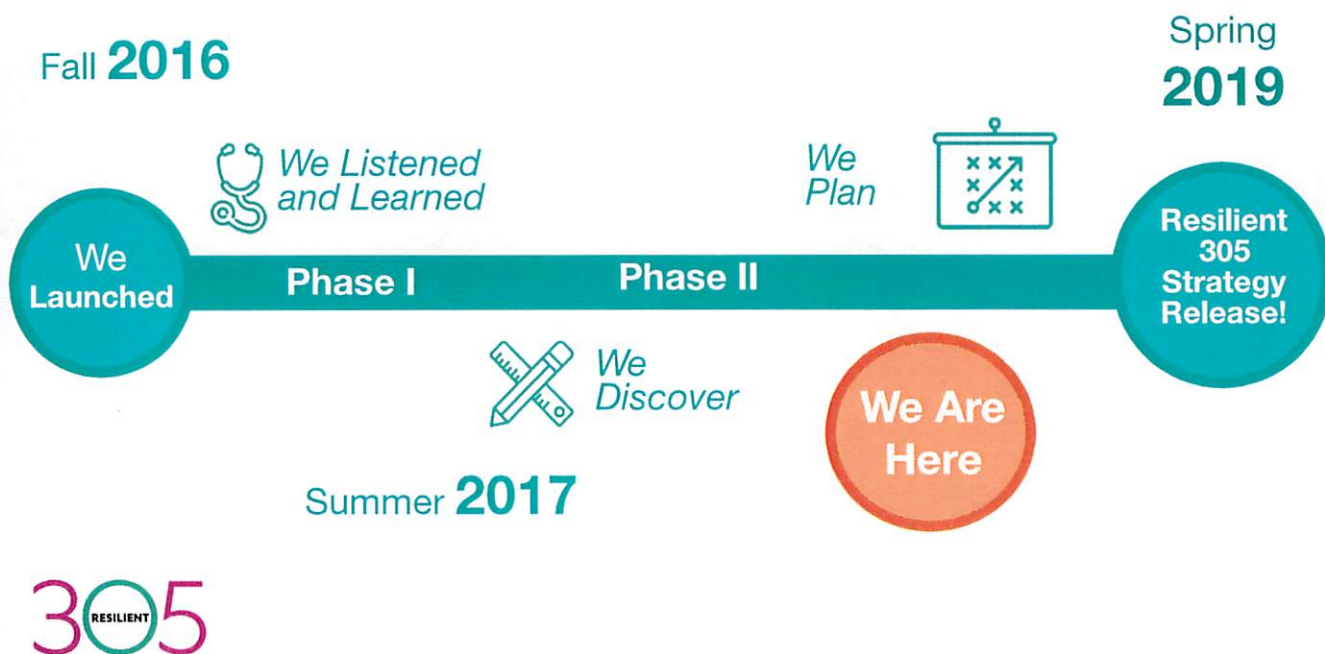 Fall 2016
Spring
2019
We Listened
and Learned
We
Plan
We
Launched
Phase I
Phase II
Resilient
305
Strategy
Release!
We
Discover
We Are
Here
Summer 2017
305
RESILIENT